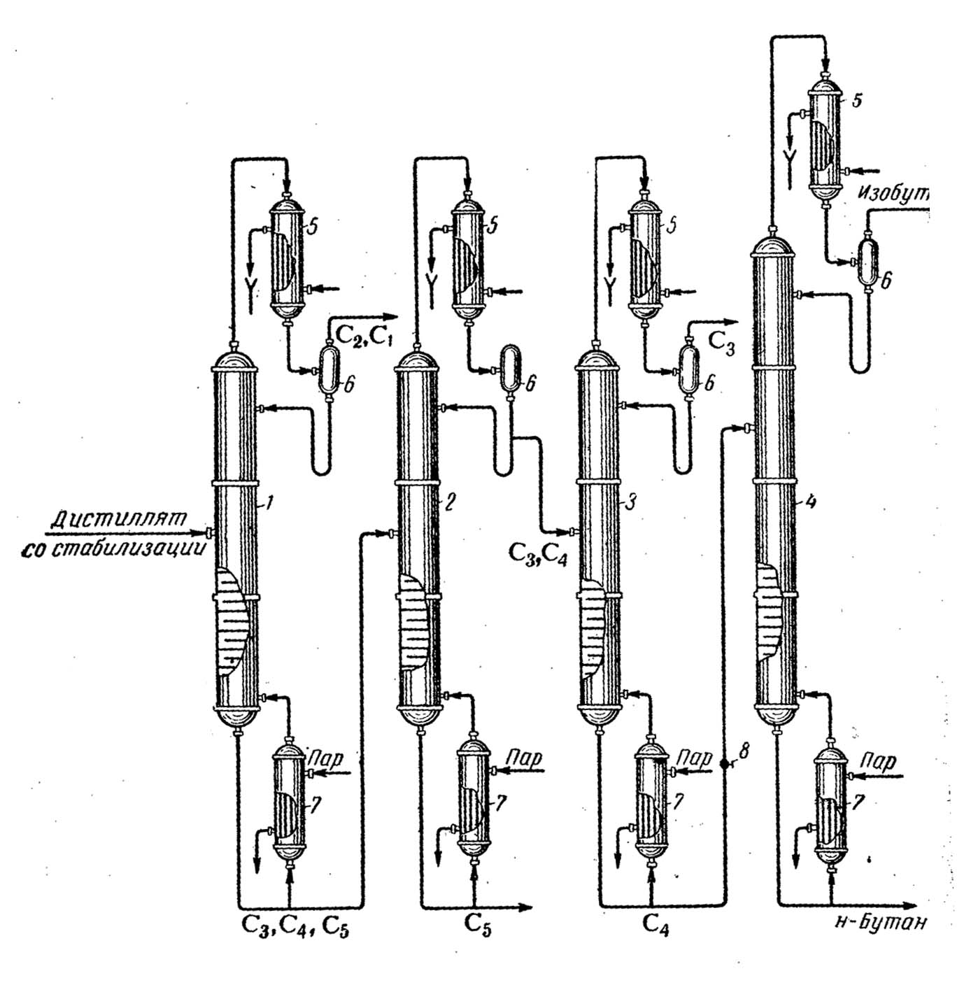 5
Изобут
5
5
5
6
C₂, C₁
C₃
6
6
6
1
2
3
4
Дистиллят
со стабилизации
C₃, C₄
Пар
Пар
Пар
8
Пар
7
7
7
7
C₃, C₄, C₅
C₅
C₄
н-Бутан